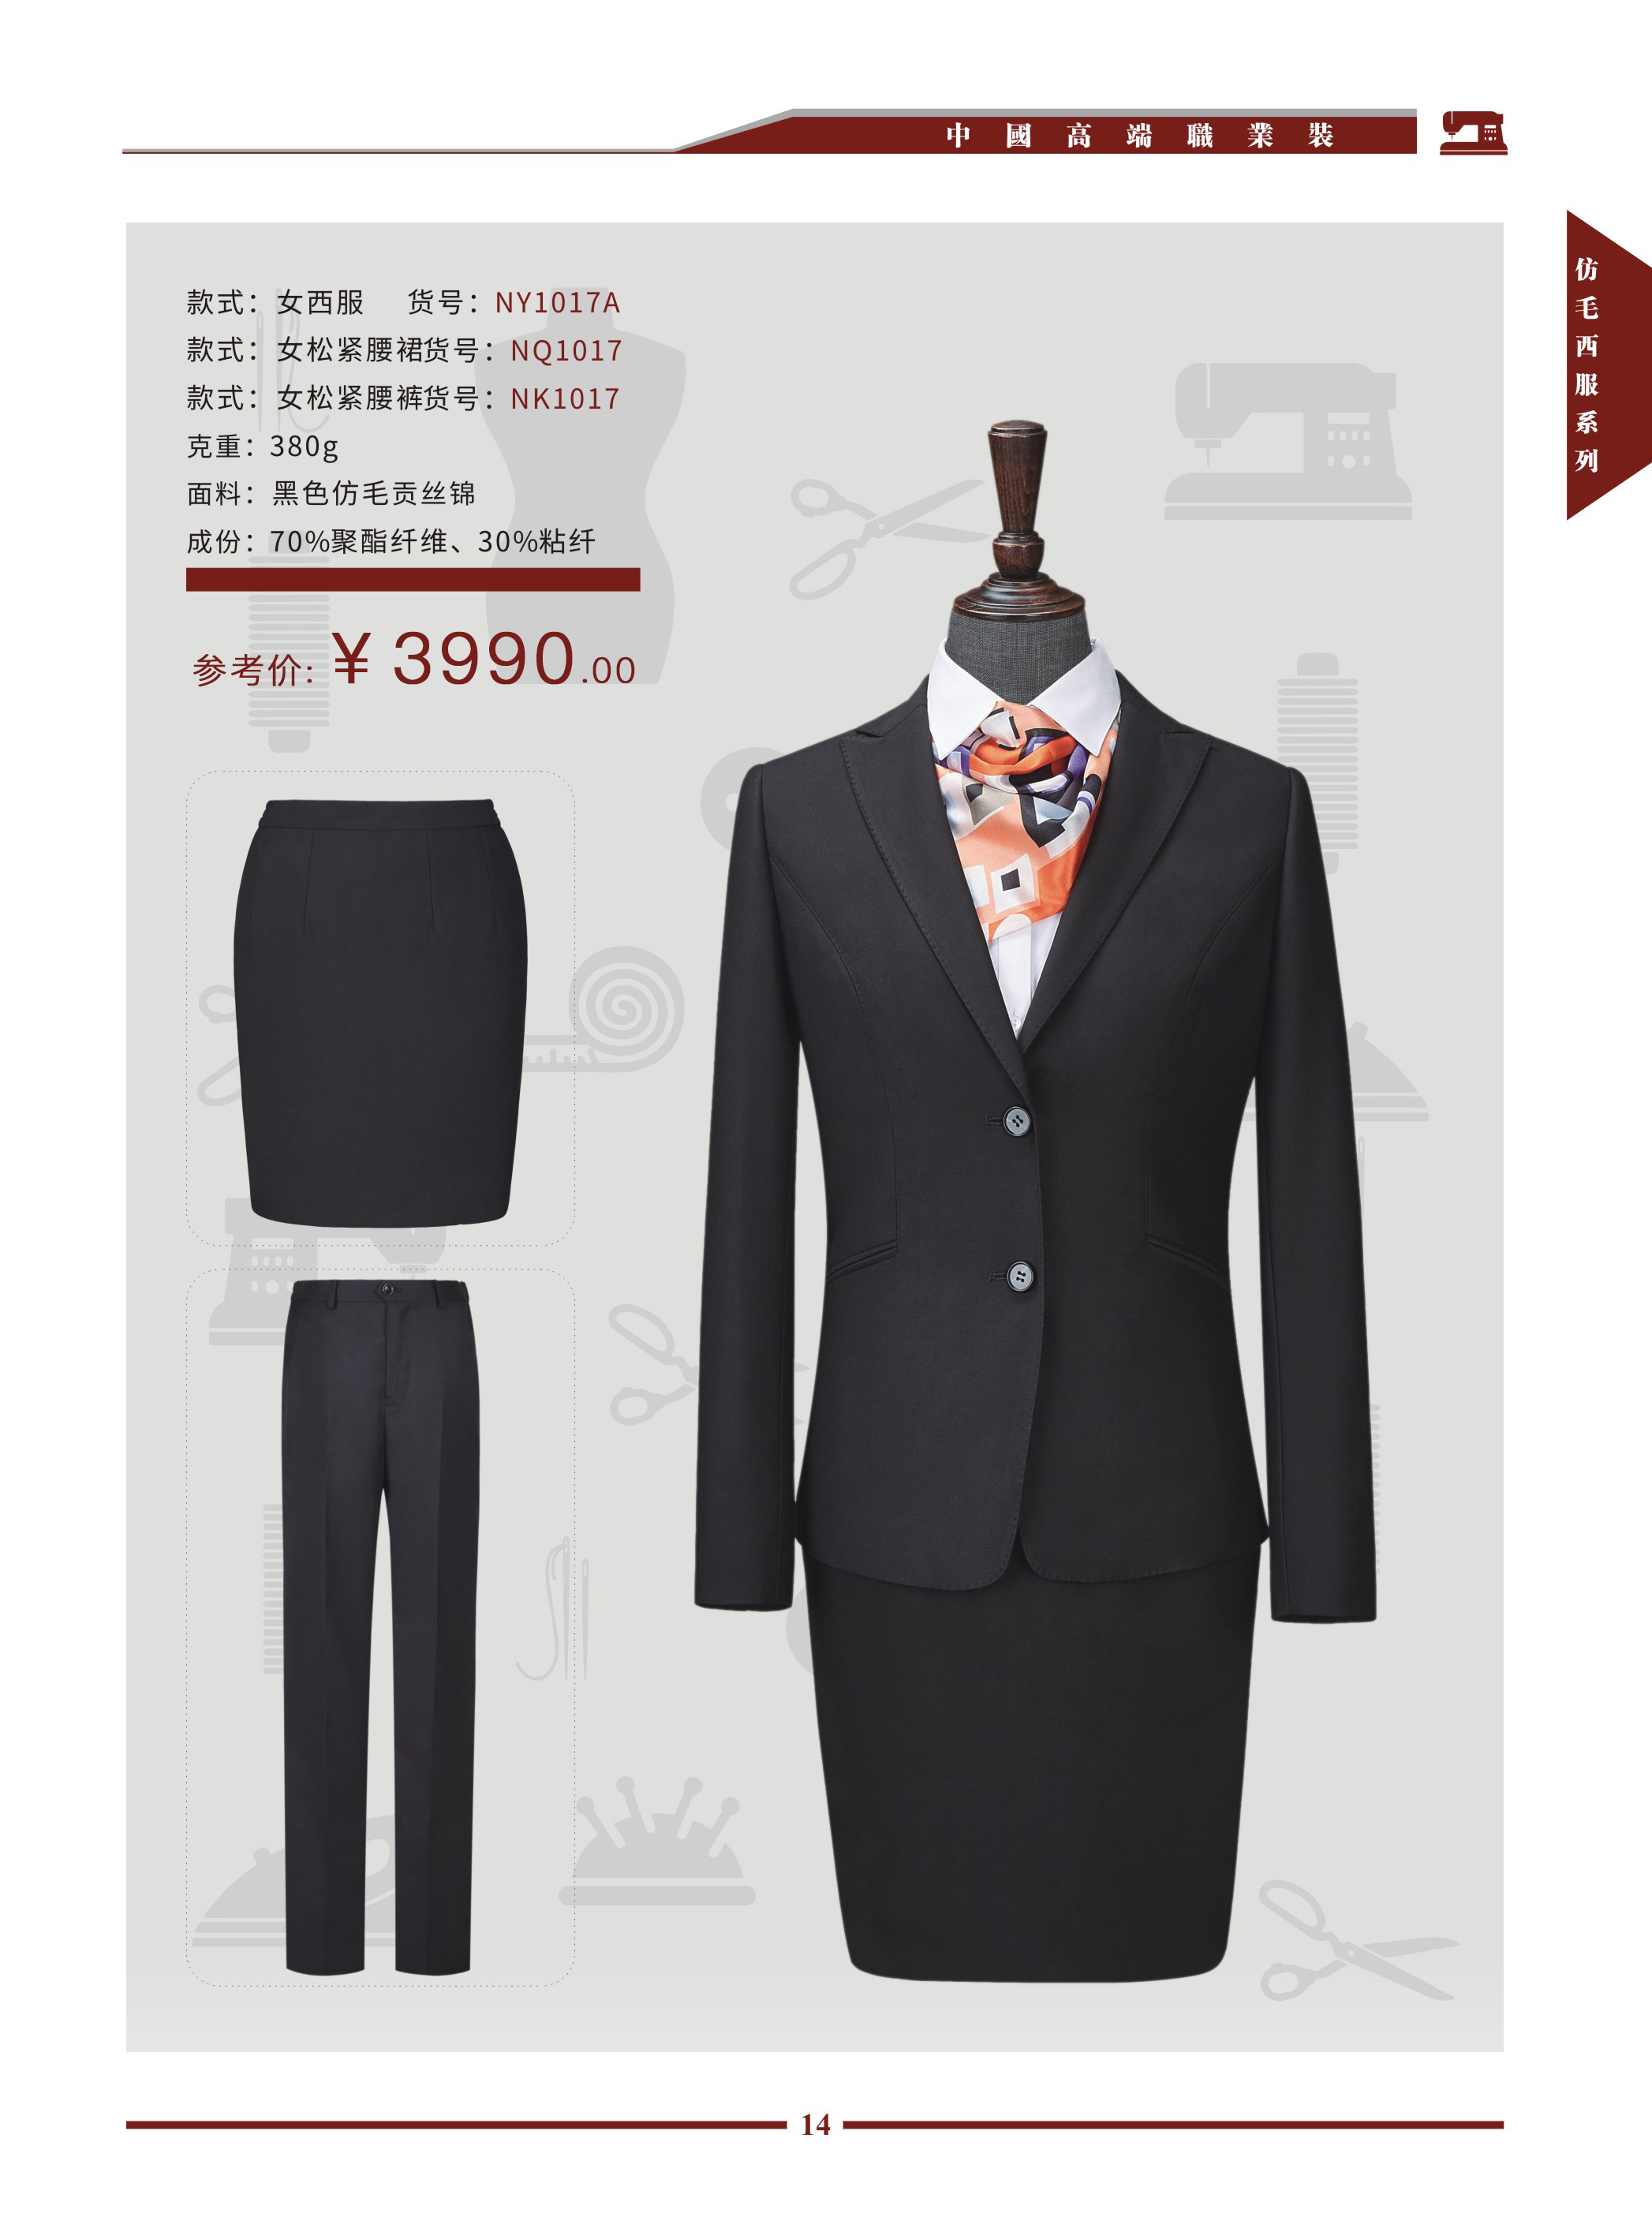 中國高端職業裝
仿毛西服系列
款式：女西服 货号：NY1017A
款式：女松紧腰裙货号：NQ1017
款式：女松紧腰裤货号：NK1017
克重：380g
面料：黑色仿毛贡丝锦
成份：70%聚酯纤维、30%粘纤
参考价:￥3990.00
14